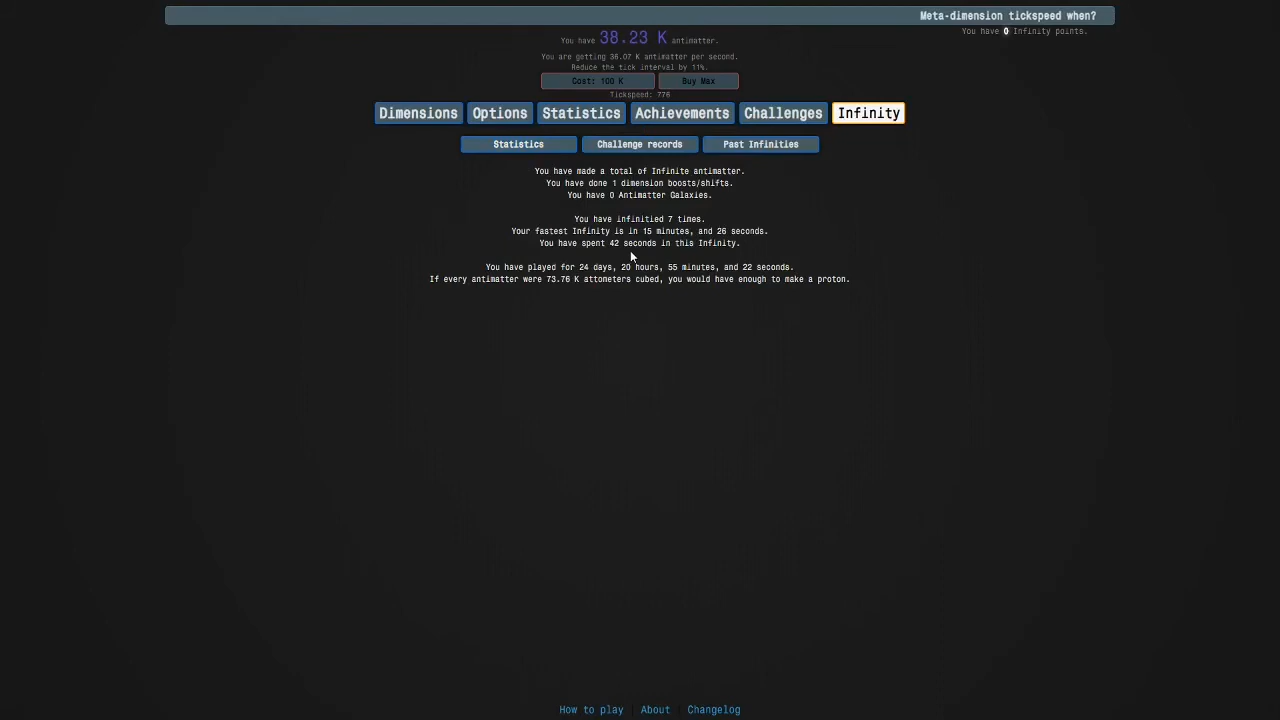 Meta-dimension tickspeed when?
You have 38.23 K antimatter.
You have 0 Infinity points.
You are getting 36.07 K antimatter per second.
Reduce the tick interval by 11%.
Cost: 100 K
Buy Max
Tickspeed: 776
Dimensions
Options
Statistics
Achievements
Challenges
Infinity
Statistics
Challenge records
Past Infinities
You have made a total of Infinite antimatter.
You have done 1 dimension boosts/shifts.
You have 0 Antimatter Galaxies.
You have infinitied 7 times.
Your fastest Infinity is in 15 minutes, and 26 seconds.
You have spent 42 seconds in this Infinity.
You have played for 24 days, 20 hours, 55 minutes, and 22 seconds.
If every antimatter were 73.76 K attometers cubed, you would have enough to make a proton.
How to play | About | Changelog